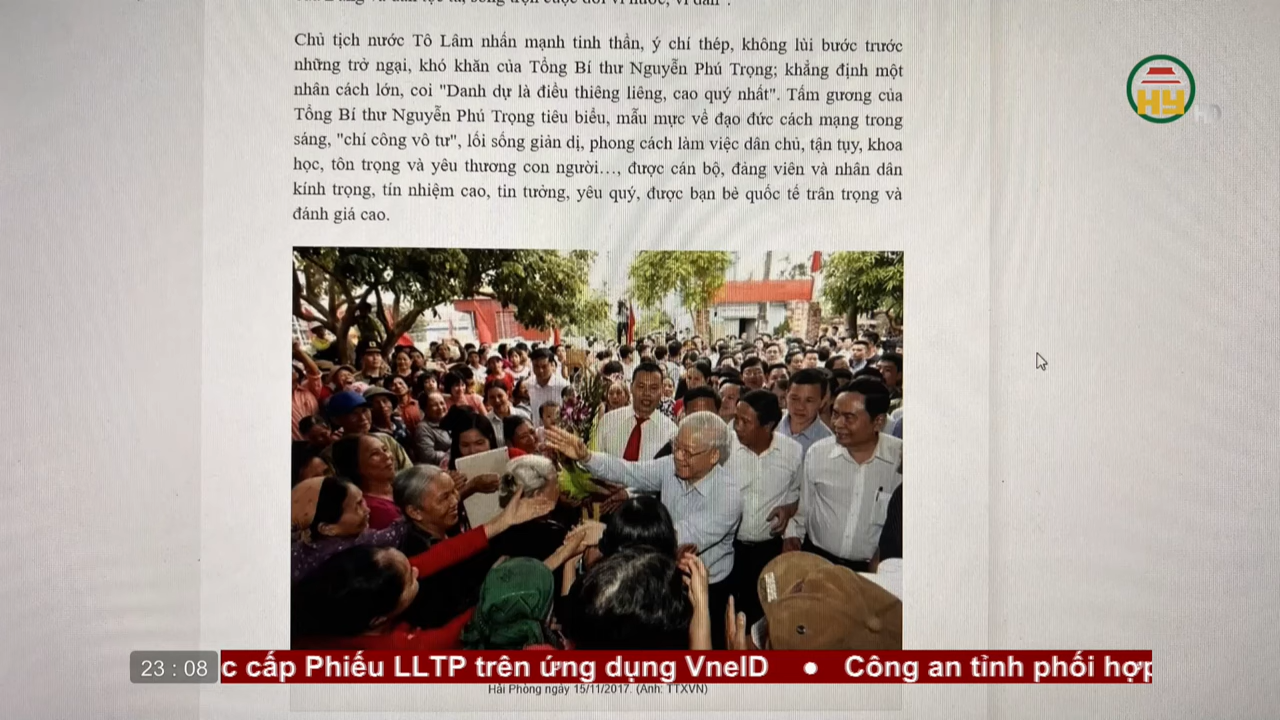 Chủ tịch nước Tô Lâm nhấn mạnh tinh thần, ý chí thép, không lùi bước trước
những trở ngại, khó khăn của Tổng Bí thư Nguyễn Phú Trọng; khẳng định một
nhân cách lớn, coi "Danh dự là điều thiêng liêng, cao quý nhất". Tấm gương của
Tổng Bí thư Nguyễn Phú Trọng tiêu biểu, mẫu mực về đạo đức cách mạng trong
sáng, "chí công vô tư", lối sống giản dị, phong cách làm việc dân chủ, tận tụy, khoa
học, tôn trọng và yêu thương con người…, được cán bộ, đảng viên và nhân dân
kính trọng, tín nhiệm cao, tin tưởng, yêu quý, được bạn bè quốc tế trân trọng và
đánh giá cao.
HY
HD
23 : 08
c cấp Phiếu LLTP trên ứng dụng VneID ● Công an tỉnh phối hợp
Hải Phòng ngày 15/11/2017. (Ảnh: TTXVN)